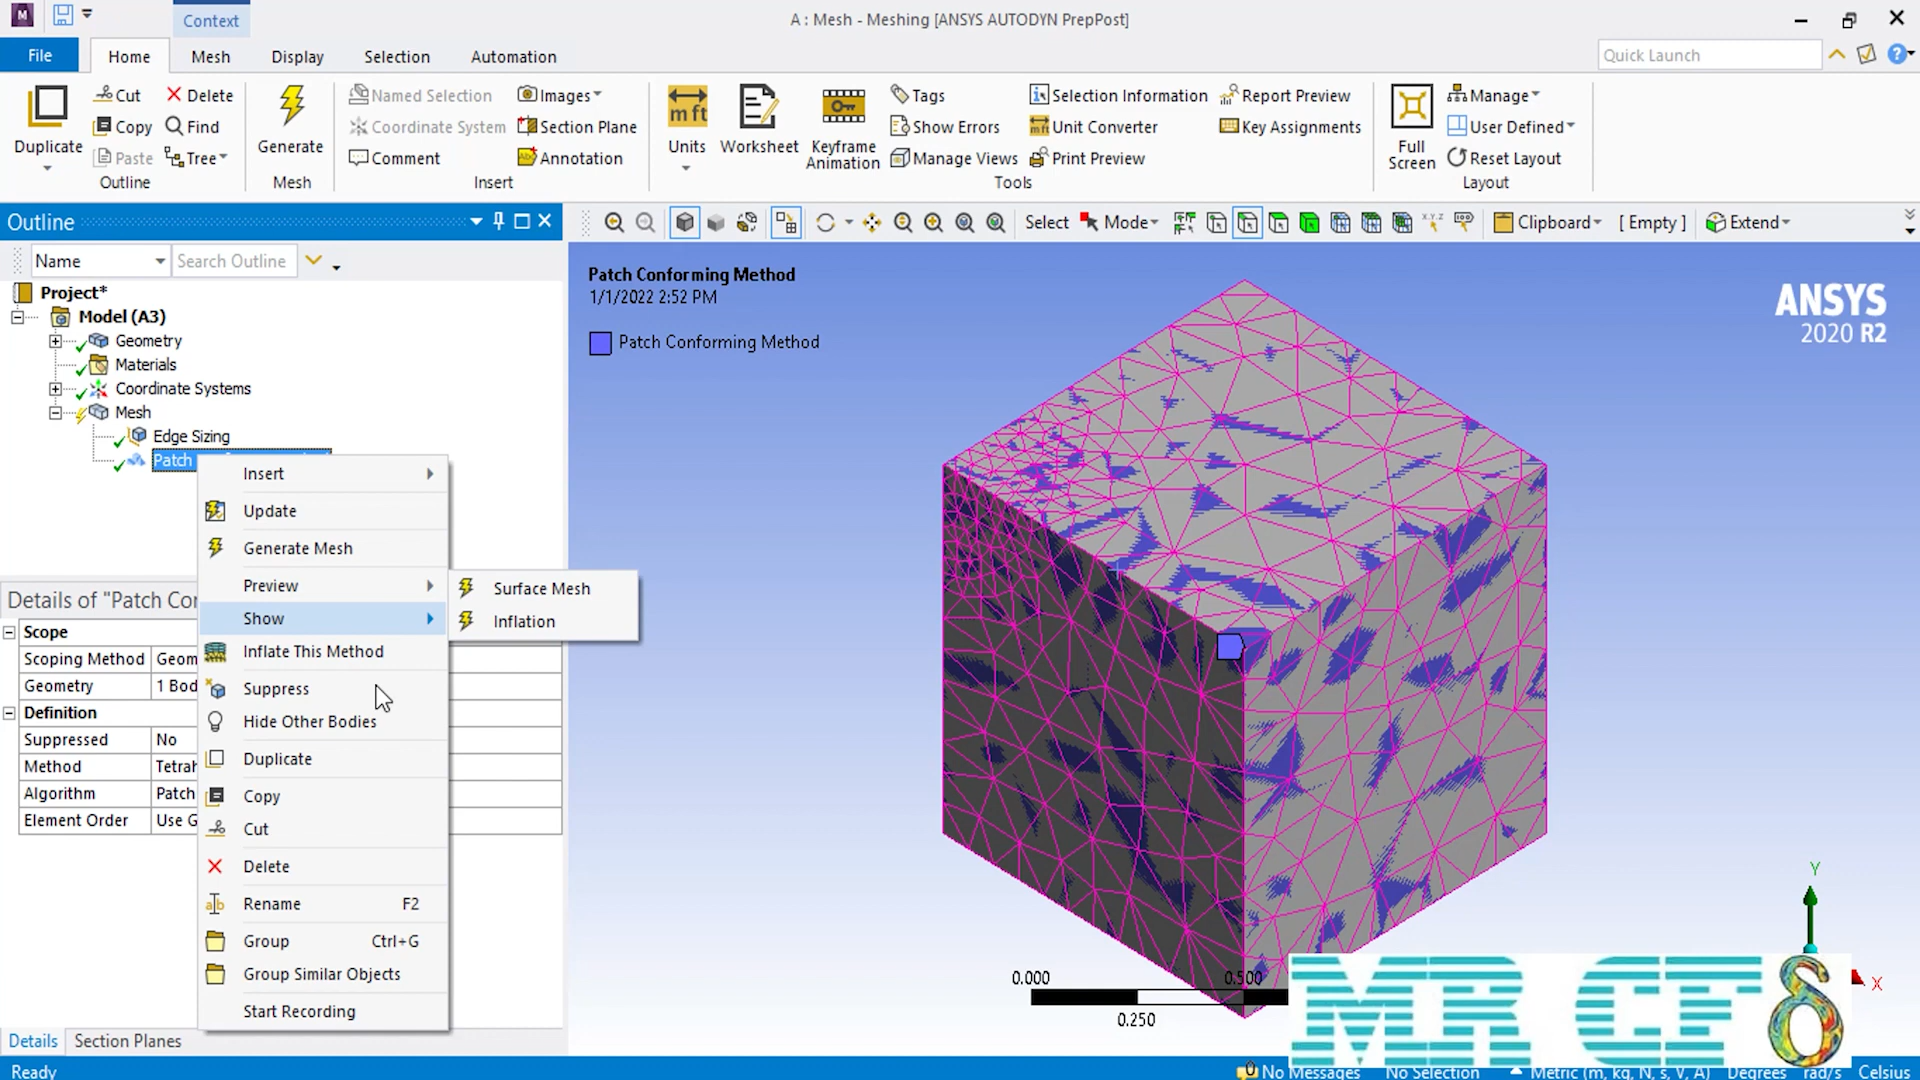 Context
A : Mesh - Meshing [ANSYS AUTODYN PrepPost]
File
Home
Mesh
Display
Selection
Automation
Quick Launch
Duplicate
Cut
Copy
Paste
Delete
Find
Tree
Outline
Generate
Mesh
Named Selection
Coordinate System
Comment
Images
Section Plane
Annotation
Insert
mft
Units
Worksheet
Keyframe
Animation
Tags
Show Errors
Manage Views
Selection Information
Unit Converter
Print Preview
Report Preview
Key Assignments
Tools
Full
Screen
Manage
User Defined
Reset Layout
Layout
Outline
Name
Search Outline
Select
Mode
Clipboard
[ Empty ]
Extend
Project*
Model (A3)
Geometry
Materials
Coordinate Systems
Mesh
Edge Sizing
Patch
Insert
Update
Generate Mesh
Preview
Show
Surface Mesh
Inflation
Inflate This Method
Suppress
Hide Other Bodies
Duplicate
Copy
Cut
Delete
Rename F2
Group Ctrl+G
Group Similar Objects
Start Recording
Details of "Patch Cor
Scope
Scoping Method Geom
Geometry 1 Bod
Definition
Suppressed No
Method Tetrah
Algorithm Patch
Element Order Use G
Details
Section Planes
Patch Conforming Method
1/1/2022 2:52 PM
Patch Conforming Method
ANSYS
2020 R2
0.000
0.500
0.250
Y
X
MR CFδ
Ready
No Messages
No Selection
Metric (m, kg, N, s, V, A)
Degrees
rad/s
Celsius